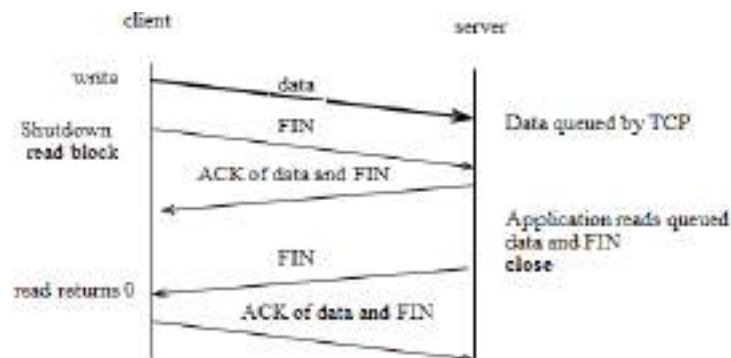 client
server
write
data
Data queued by TCP
FIN
Shutdown
read block
ACK of data and FIN
Application reads queued
data and FIN
close
FIN
read returns 0
ACK of data and FIN